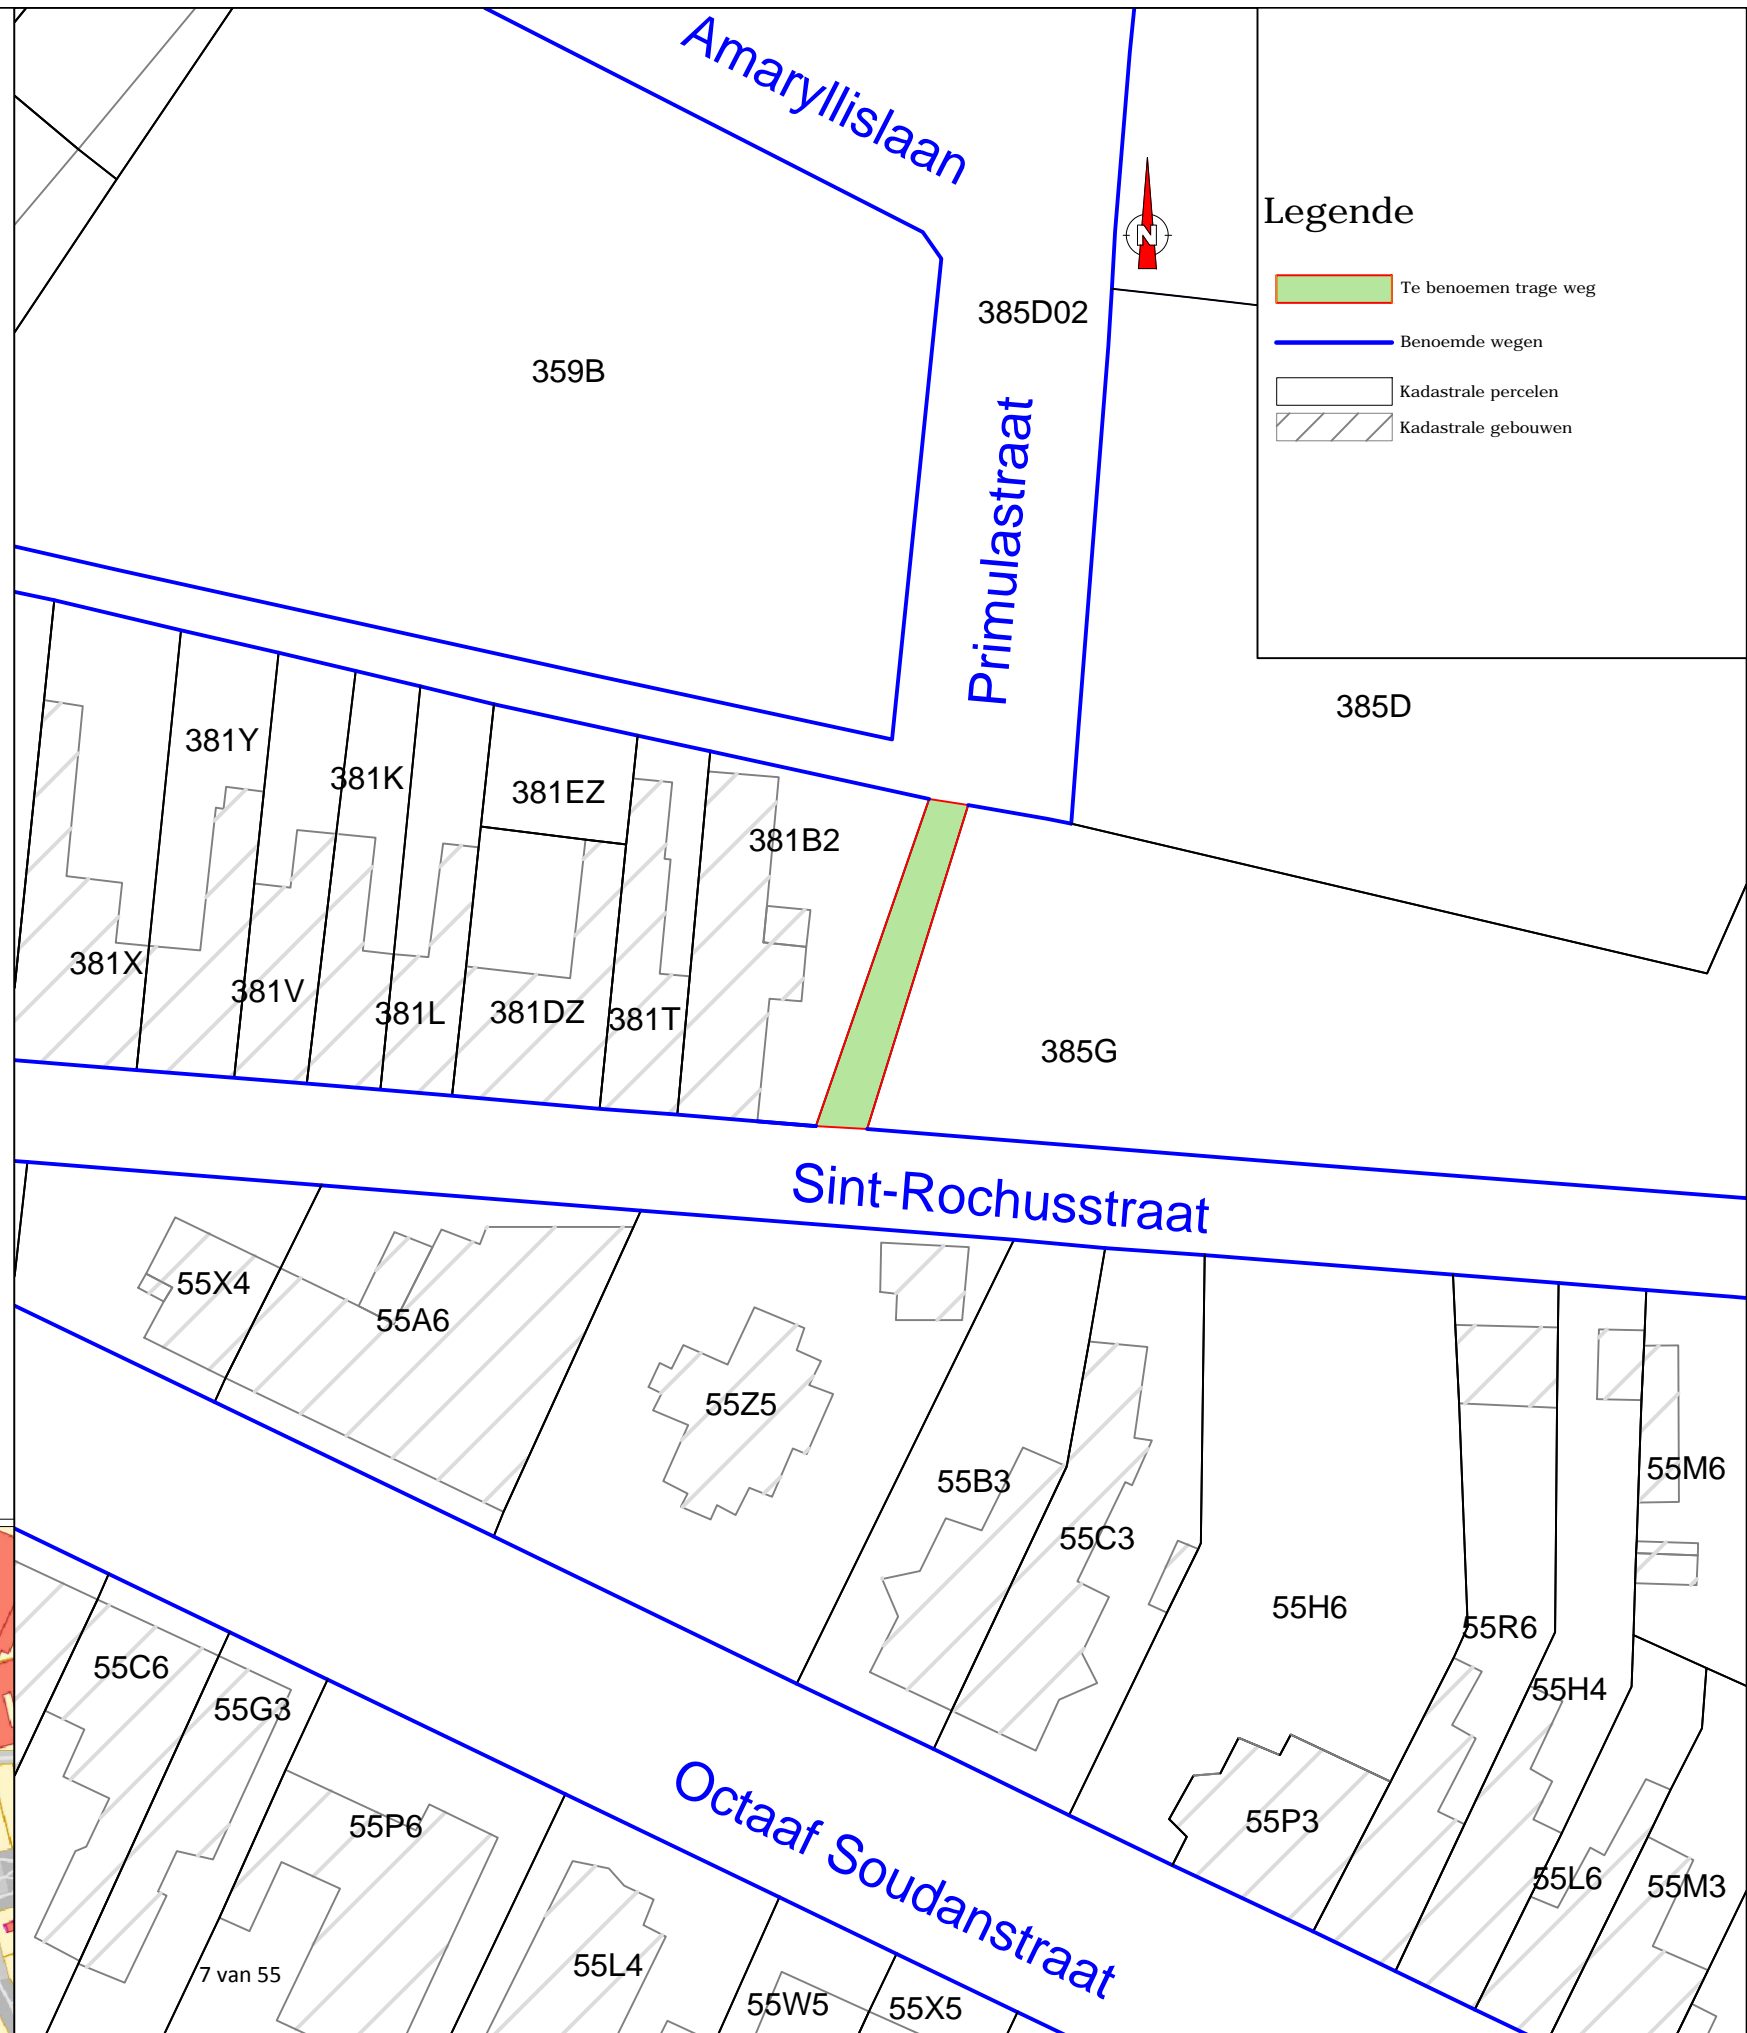 Amaryllislaan
N
Legende
Te benoemen trage weg
385D02
Benoemde wegen
359B
Kadastrale percelen
Kadastrale gebouwen
Primulastraat
385D
381Y
381K
381EZ
381B2
381X
381V
381L
381DZ
381T
385G
Sint-Rochusstraat
55X4
55A6
55Z5
55B3
55M6
55C3
55H6
55R6
55C6
55H4
55G3
55P6
55P3
Octaaf Soudanstraat
55L6
55M3
55L4
7 van 55
55W5
55X5